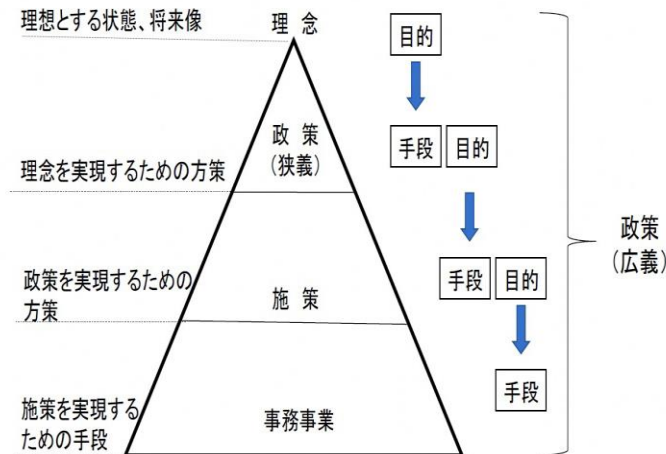 理想とする状態、将来像
理 念
目的
政 策
(狭義)
手段 目的
理念を実現するための方策
政策
(広義)
政策を実現するための
方策
施 策
手段 目的
手段
施策を実現する
ための手段
事務事業